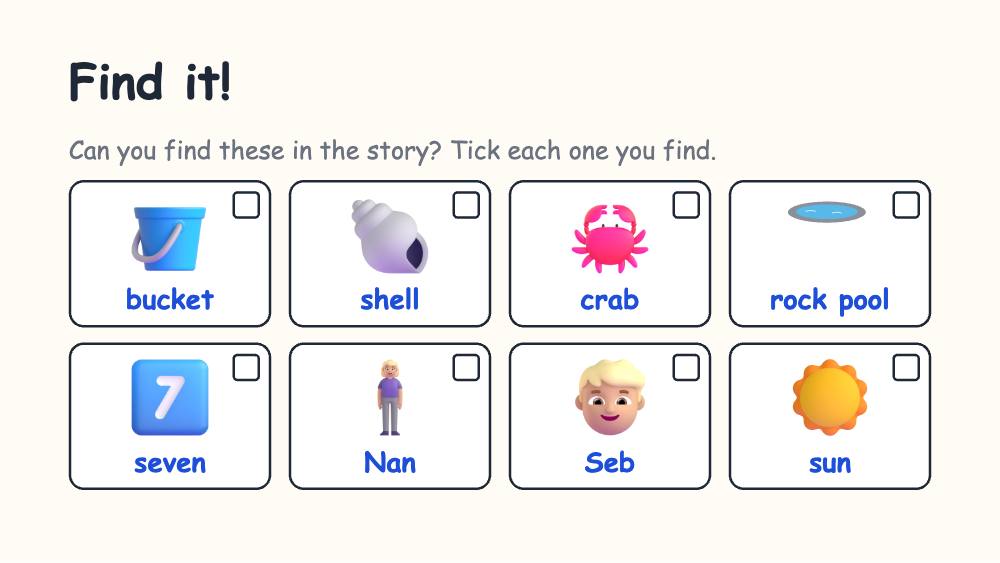 Find it!
Can you find these in the story? Tick each one you find.
bucket
shell
crab
rock pool
7
seven
Nan
Seb
sun